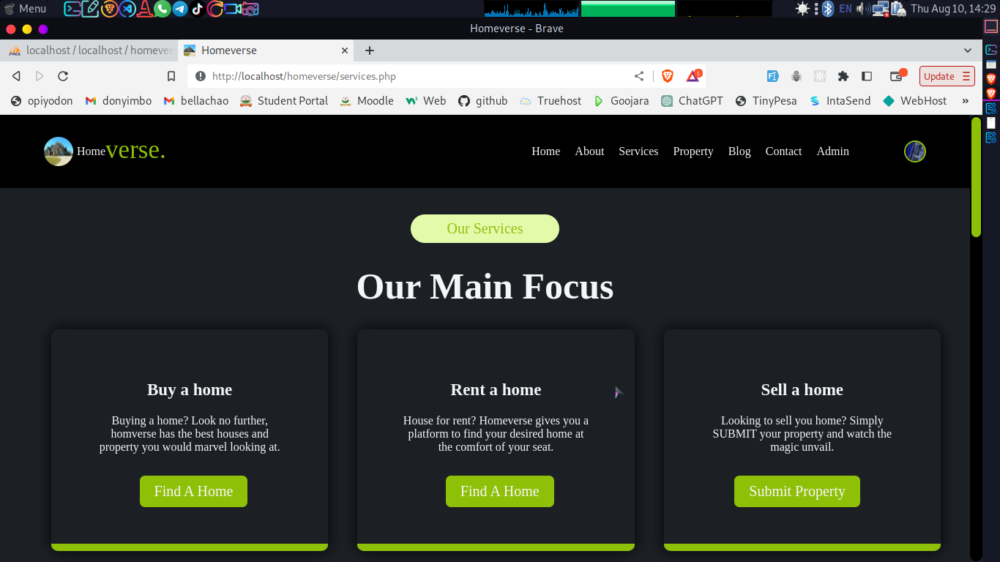 Menu
EN
Thu Aug 10, 14:29
Homeverse - Brave
PMA localhost / localhost / homever
Homeverse
http://localhost/homeverse/services.php
1
Update
opiyodon donyimbo bellachao Student Portal Moodle Web github Truehost Goojara ChatGPT TinyPesa IntaSend WebHost »
Homeverse.
Home About Services Property Blog Contact Admin
Our Services
Our Main Focus
Buy a home
Buying a home? Look no further,
homverse has the best houses and
property you would marvel looking at.
Find A Home
Rent a home
House for rent? Homeverse gives you a
platform to find your desired home at
the comfort of your seat.
Find A Home
Sell a home
Looking to sell you home? Simply
SUBMIT your property and watch the
magic unvail.
Submit Property